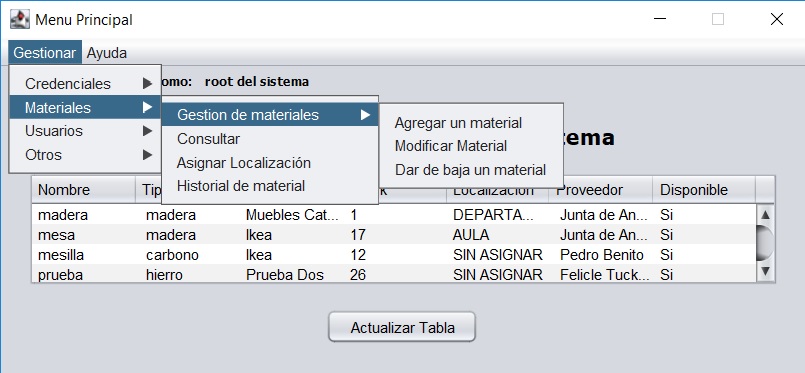 Menu Principal
Gestionar Ayuda
omo: root del sistema
Credenciales
Materiales
Usuarios
Otros
Gestion de materiales
Consultar
Asignar Localización
Historial de material
Agregar un material
Modificar Material
Dar de baja un material
tema
Nombre Tip k Localización Proveedor Disponible
madera madera Muebles Cat... 1 DEPARTA... Junta de An... Si
mesa madera Ikea 17 AULA Junta de An... Si
mesilla carbono Ikea 12 SIN ASIGNAR Pedro Benito Si
prueba hierro Prueba Dos 26 SIN ASIGNAR Felicle Tuck... Si
Actualizar Tabla